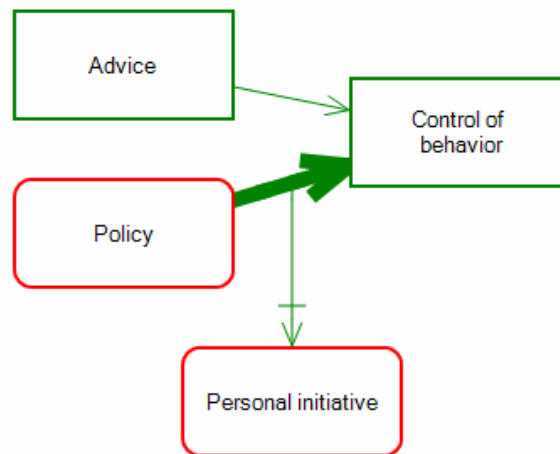 Advice
Control of
behavior
Policy
Personal initiative